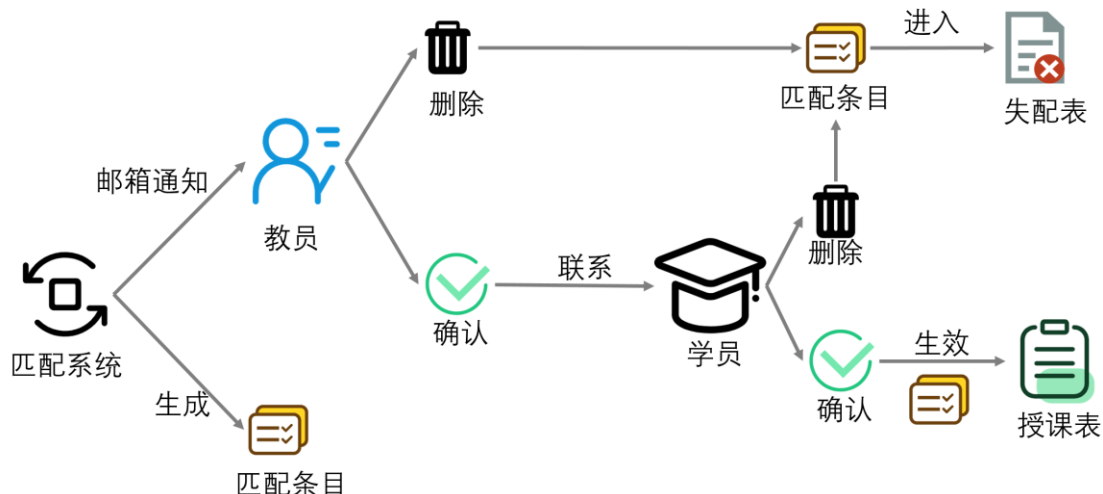 进入
删除
匹配条目
失配表
邮箱通知
教员
删除
联系
匹配系统
确认
学员
生效
生成
确认
授课表
匹配条目